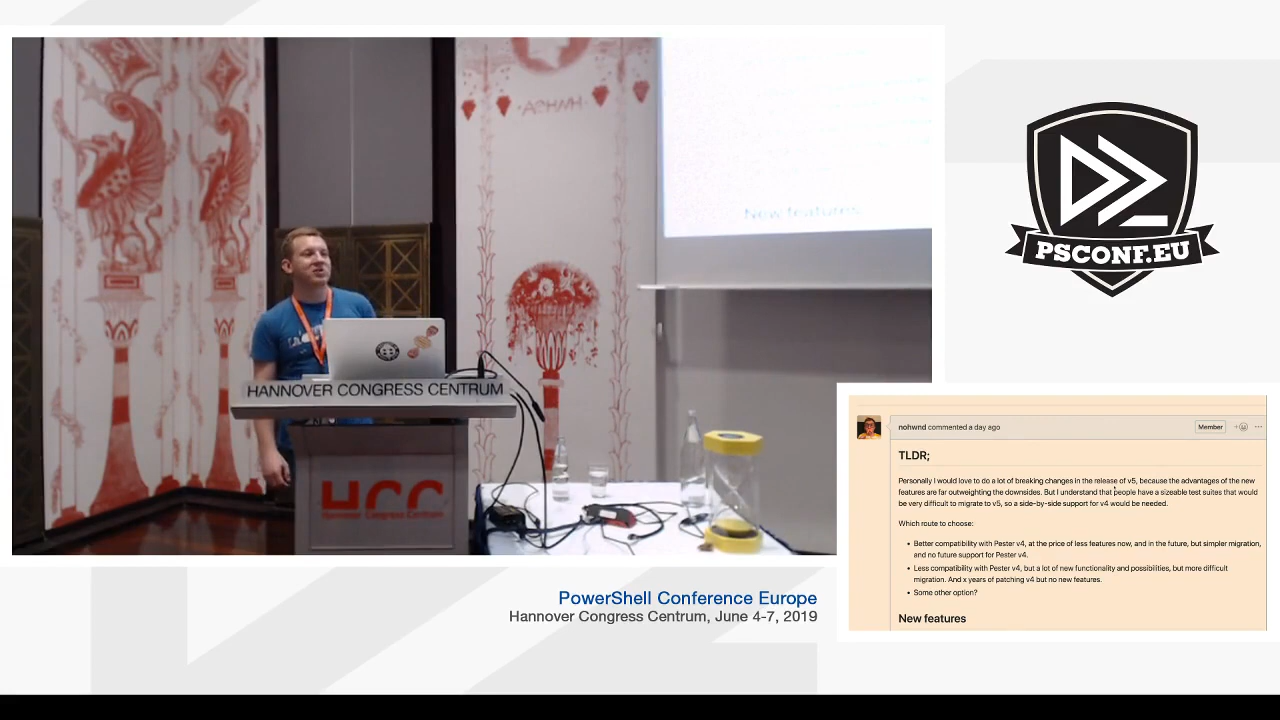 New features
HANNOVER CONGRESS CENTRUM
HCC
Hannover Congress Centrum
PSCONF.EU
nohwnd commented a day ago
Member
TLDR;
Personally I would love to do a lot of breaking changes in the release of v5, because the advantages of the new
features are far outweighting the downsides. But I understand that people have a sizeable test suites that would
be very difficult to migrate to v5, so a side-by-side support for v4 would be needed.
Which route to choose:
• Better compatibility with Pester v4, at the price of less features now, and in the future, but simpler migration,
and no future support for Pester v4.
• Less compatibility with Pester v4, but a lot of new functionality and possibilities, but more difficult
migration. And x years of patching v4 but no new features.
• Some other option?
New features
PowerShell Conference Europe
Hannover Congress Centrum, June 4-7, 2019